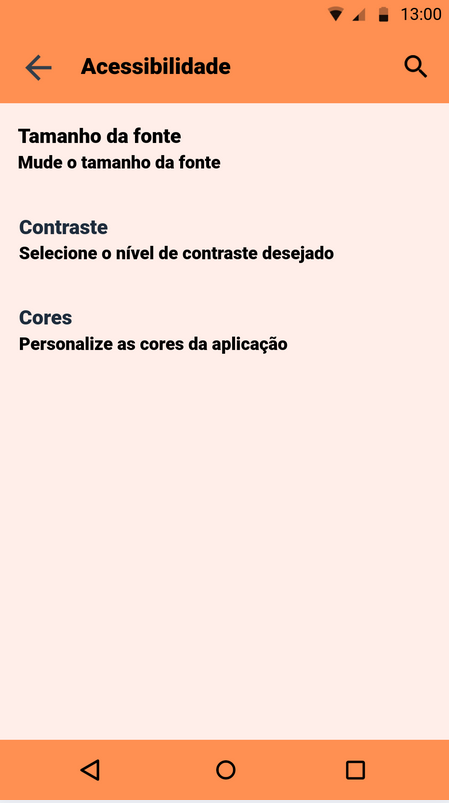 13:00
Acessibilidade
Tamanho da fonte
Mude o tamanho da fonte
Contraste
Selecione o nível de contraste desejado
Cores
Personalize as cores da aplicação